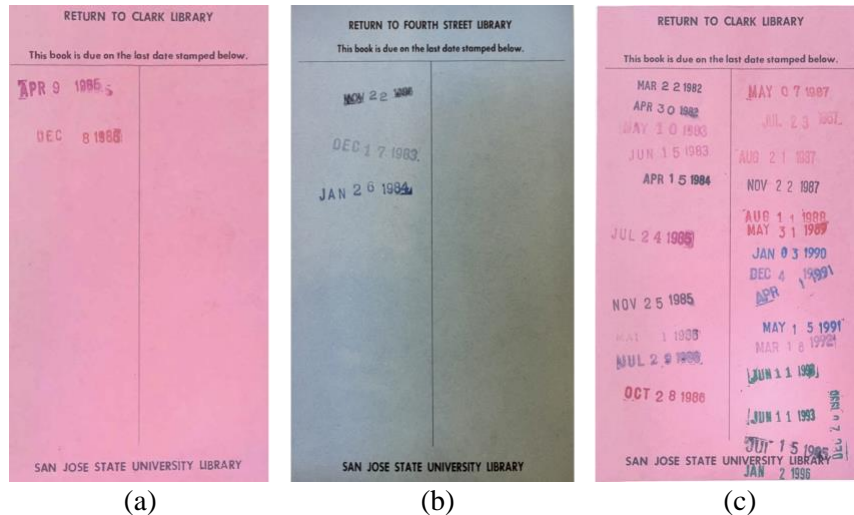 RETURN TO CLARK LIBRARY
This book is due on the last date stamped below.
APR 9 1985
DEC 8 1985
SAN JOSE STATE UNIVERSITY LIBRARY
(a)
RETURN TO FOURTH STREET LIBRARY
This book is due on the last date stamped below.
NOV 22
DEC 17 1983
JAN 26 1984
SAN JOSE STATE UNIVERSITY LIBRARY
(b)
RETURN TO CLARK LIBRARY
This book is due on the last date stamped below.
MAR 22 1982
APR 30 1982
MAY 10 1983
JUN 15 1983
APR 15 1984
JUL 24 1985
NOV 25 1985
1 1986
JUL 29 1986
OCT 28 1986
MAY 07 1987
JUL 23 1987
AUG 21 1987
NOV 22 1987
AUG 11 1988
MAY 31 1989
JAN 03 1990
DEC 4 1991
APR 1
MAY 15 1991
MAR 18 1992
JUN 11 1993
JUN 11 1993
15 1995
JAN 2 1996
SAN JOSE STATE UNIVERSITY LIBRARY
(c)